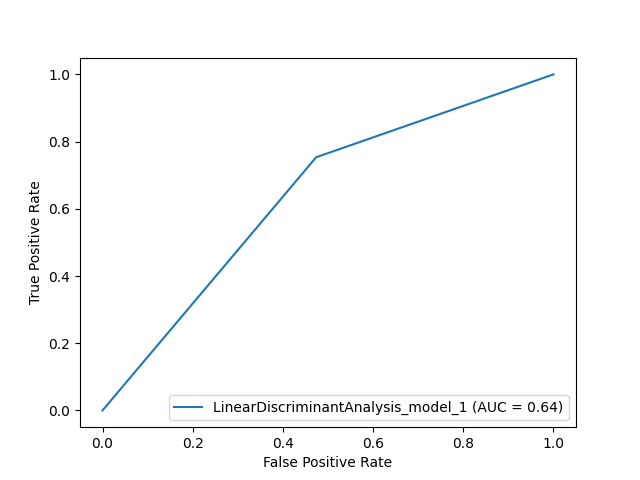 1.0
0.8
0.6
0.4
0.2
0.0
True Positive Rate
LinearDiscriminantAnalysis_model_1 (AUC = 0.64)
0.0 0.2 0.4 0.6 0.8 1.0
False Positive Rate